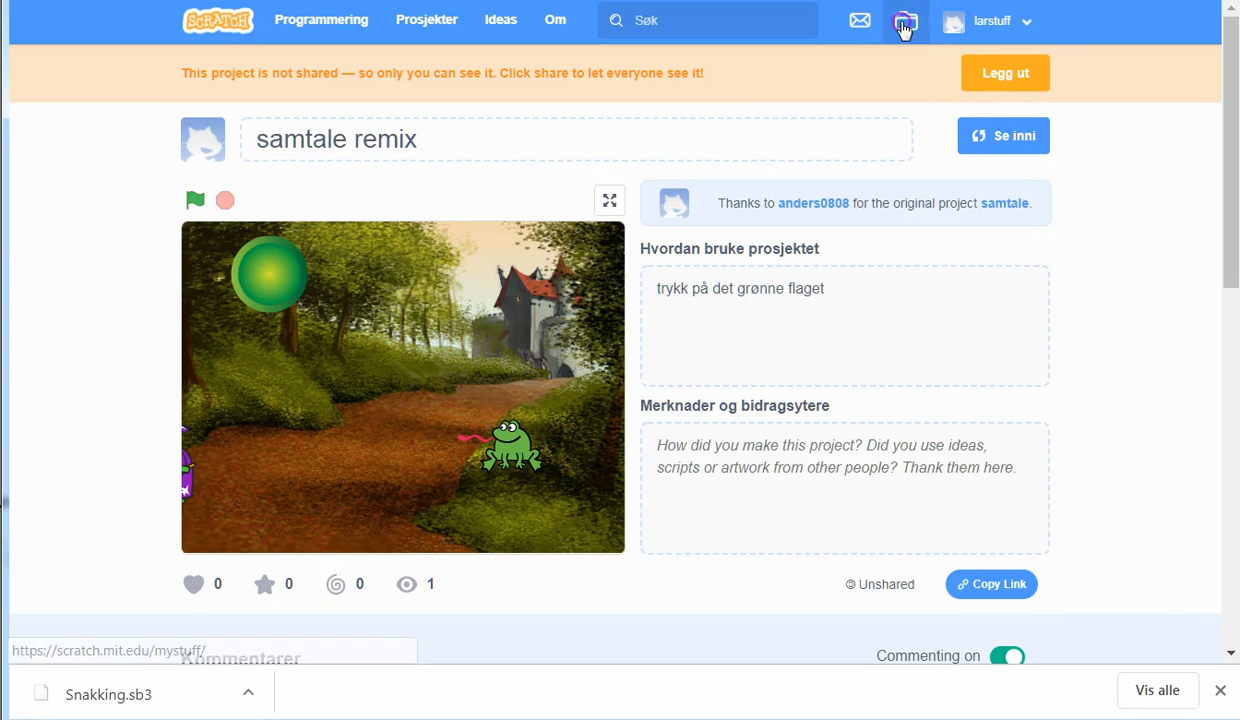 SCRATCH Programmering Prosjekter Ideas Om Søk larstuff
This project is not shared — so only you can see it. Click share to let everyone see it! Legg ut
samtale remix Se inni
Thanks to anders0808 for the original project samtale.
Hvordan bruke prosjektet
trykk på det grønne flaget
Merknader og bidragsytere
How did you make this project? Did you use ideas,
scripts or artwork from other people? Thank them here.
0 0 0 1 Unshared Copy Link
https://scratch.mit.edu/mystuff/
Kommentarer Commenting on
Snakking.sb3 Vis alle